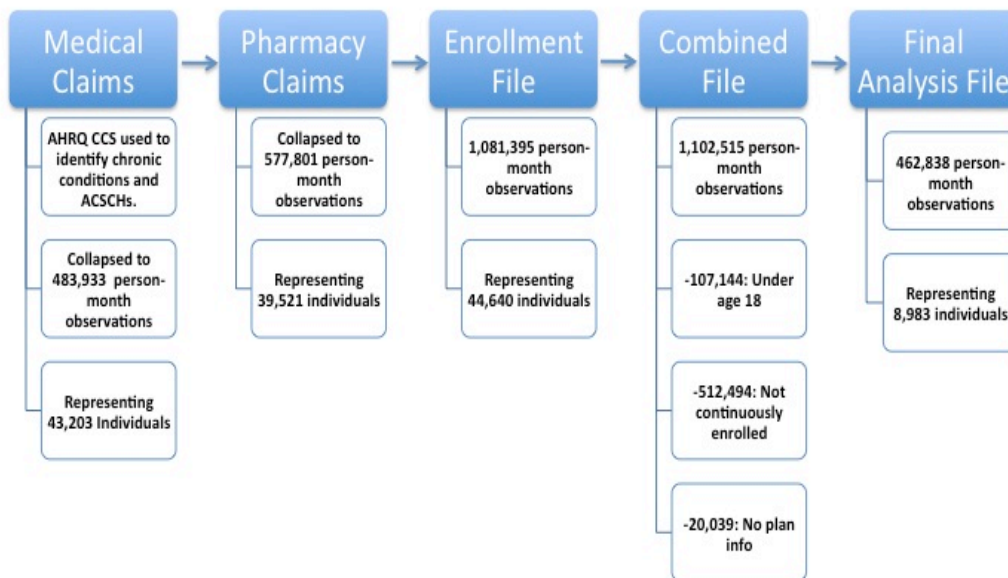 Medical
Claims
AHRQ CCS used to
identify chronic
conditions and
ACSCHs.
Collapsed to
483,933 person-
month
observations
Representing
43,203 Individuals
Pharmacy
Claims
Collapsed to
577,801 person-
month
observations
Representing
39,521 individuals
Enrollment
File
1,081,395 person-
month
observations
Representing
44,640 individuals
Combined
File
1,102,515 person-
month
observations
-107,144: Under
age 18
-512,494: Not
continuously
enrolled
-20,039: No plan
info
Final
Analysis File
462,838 person-
month
observations
Representing
8,983 individuals